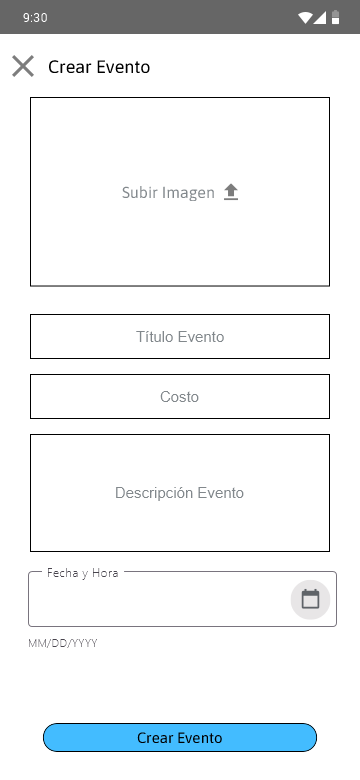 9:30
Crear Evento
Subir Imagen
Título Evento
Costo
Descripción Evento
Fecha y Hora
MM/DD/YYYY
Crear Evento